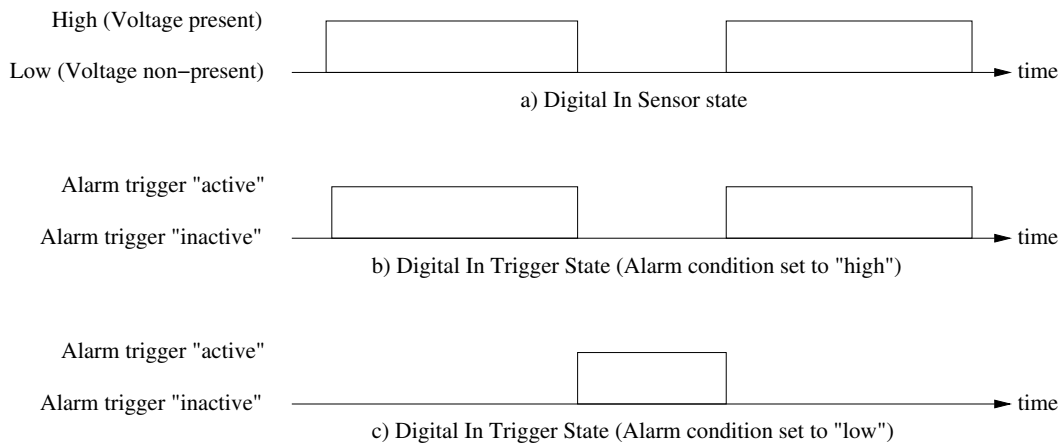 High (Voltage present)
Low (Voltage non−present)
time
a) Digital In Sensor state
Alarm trigger "active"
Alarm trigger "inactive"
time
b) Digital In Trigger State (Alarm condition set to "high")
Alarm trigger "active"
Alarm trigger "inactive"
time
c) Digital In Trigger State (Alarm condition set to "low")